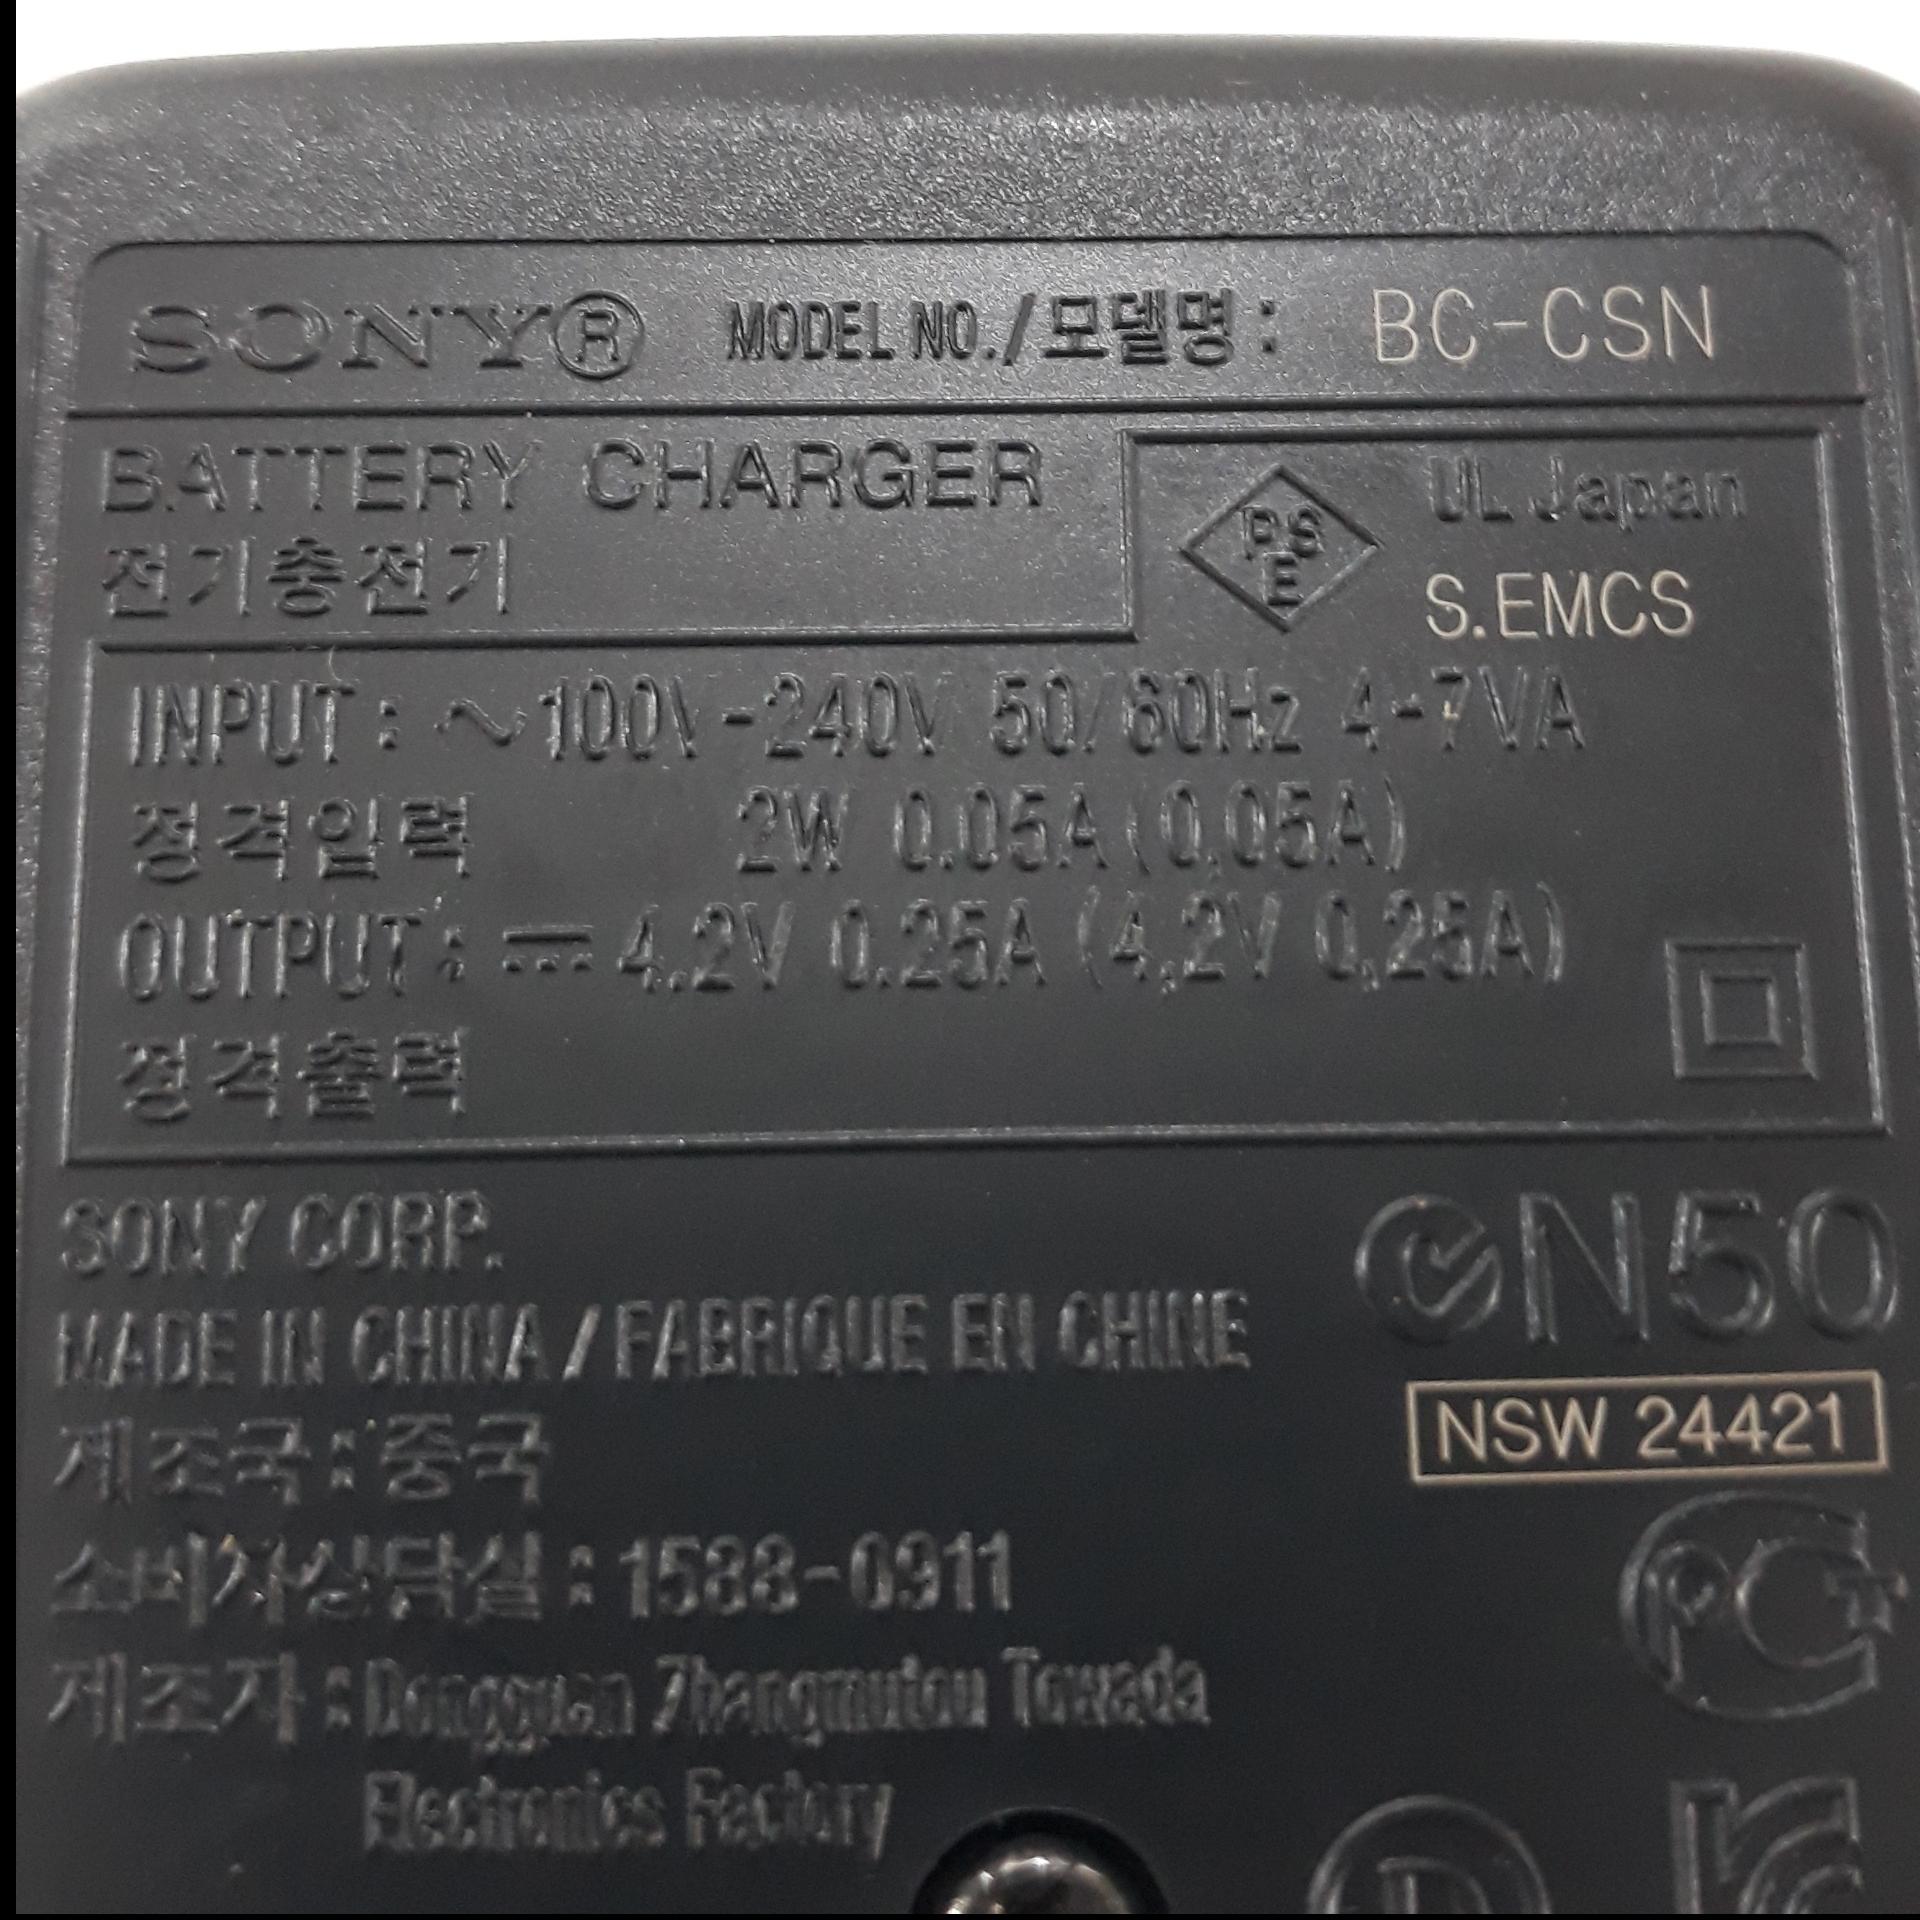 SONY® MODEL NO./모델명: BC-CSN
BATTERY CHARGER
전기충전기
PSE
UL Japan
S.EMCS
INPUT: ~100V-240V 50/60Hz 4-7VA
정격입력 2W 0.05A (0,05A)
OUTPUT: ⎓ 4.2V 0.25A (4,2V 0,25A)
정격출력
SONY CORP.
N50
MADE IN CHINA / FABRIQUE EN CHINE
NSW 24421
제조국:중국
소비자상담실:1588-0911
PCT
제조자:Dongguan Zhangmutou Towada
Electronics Factory